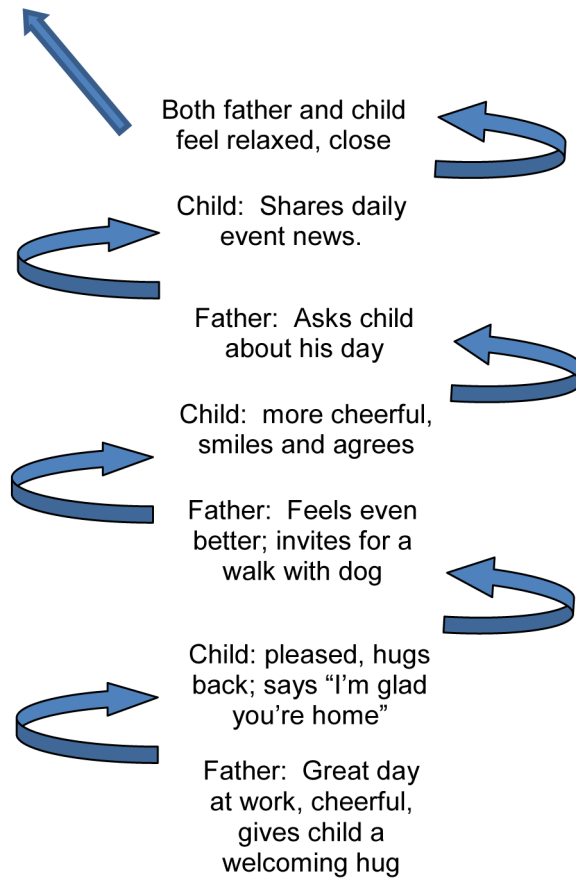 Both father and child
feel relaxed, close
Child:  Shares daily
event news.
Father:  Asks child
about his day
Child:  more cheerful,
smiles and agrees
Father:  Feels even
better; invites for a
walk with dog
Child: pleased, hugs
back; says “I’m glad
you’re home”
Father:  Great day
at work, cheerful,
gives child a
welcoming hug